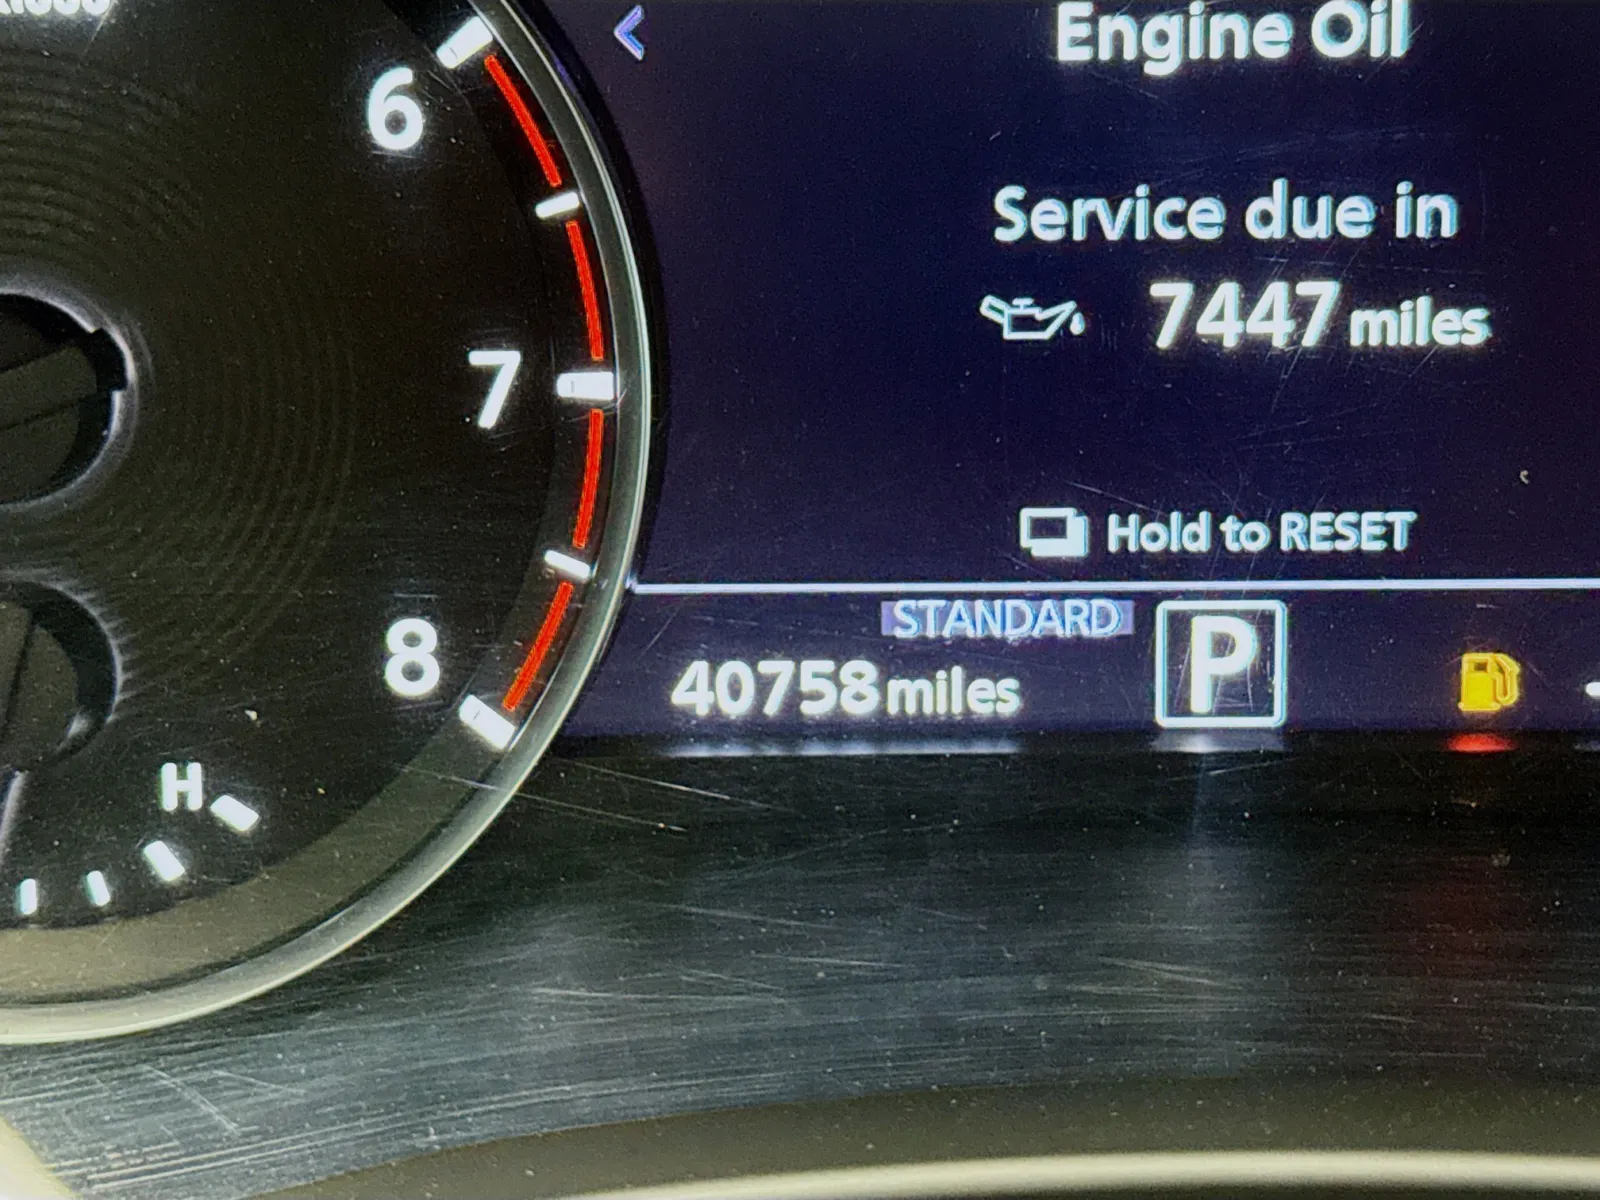 6
7
8
H
Engine Oil
Service due in
7447 miles
Hold to RESET
STANDARD
40758 miles
P